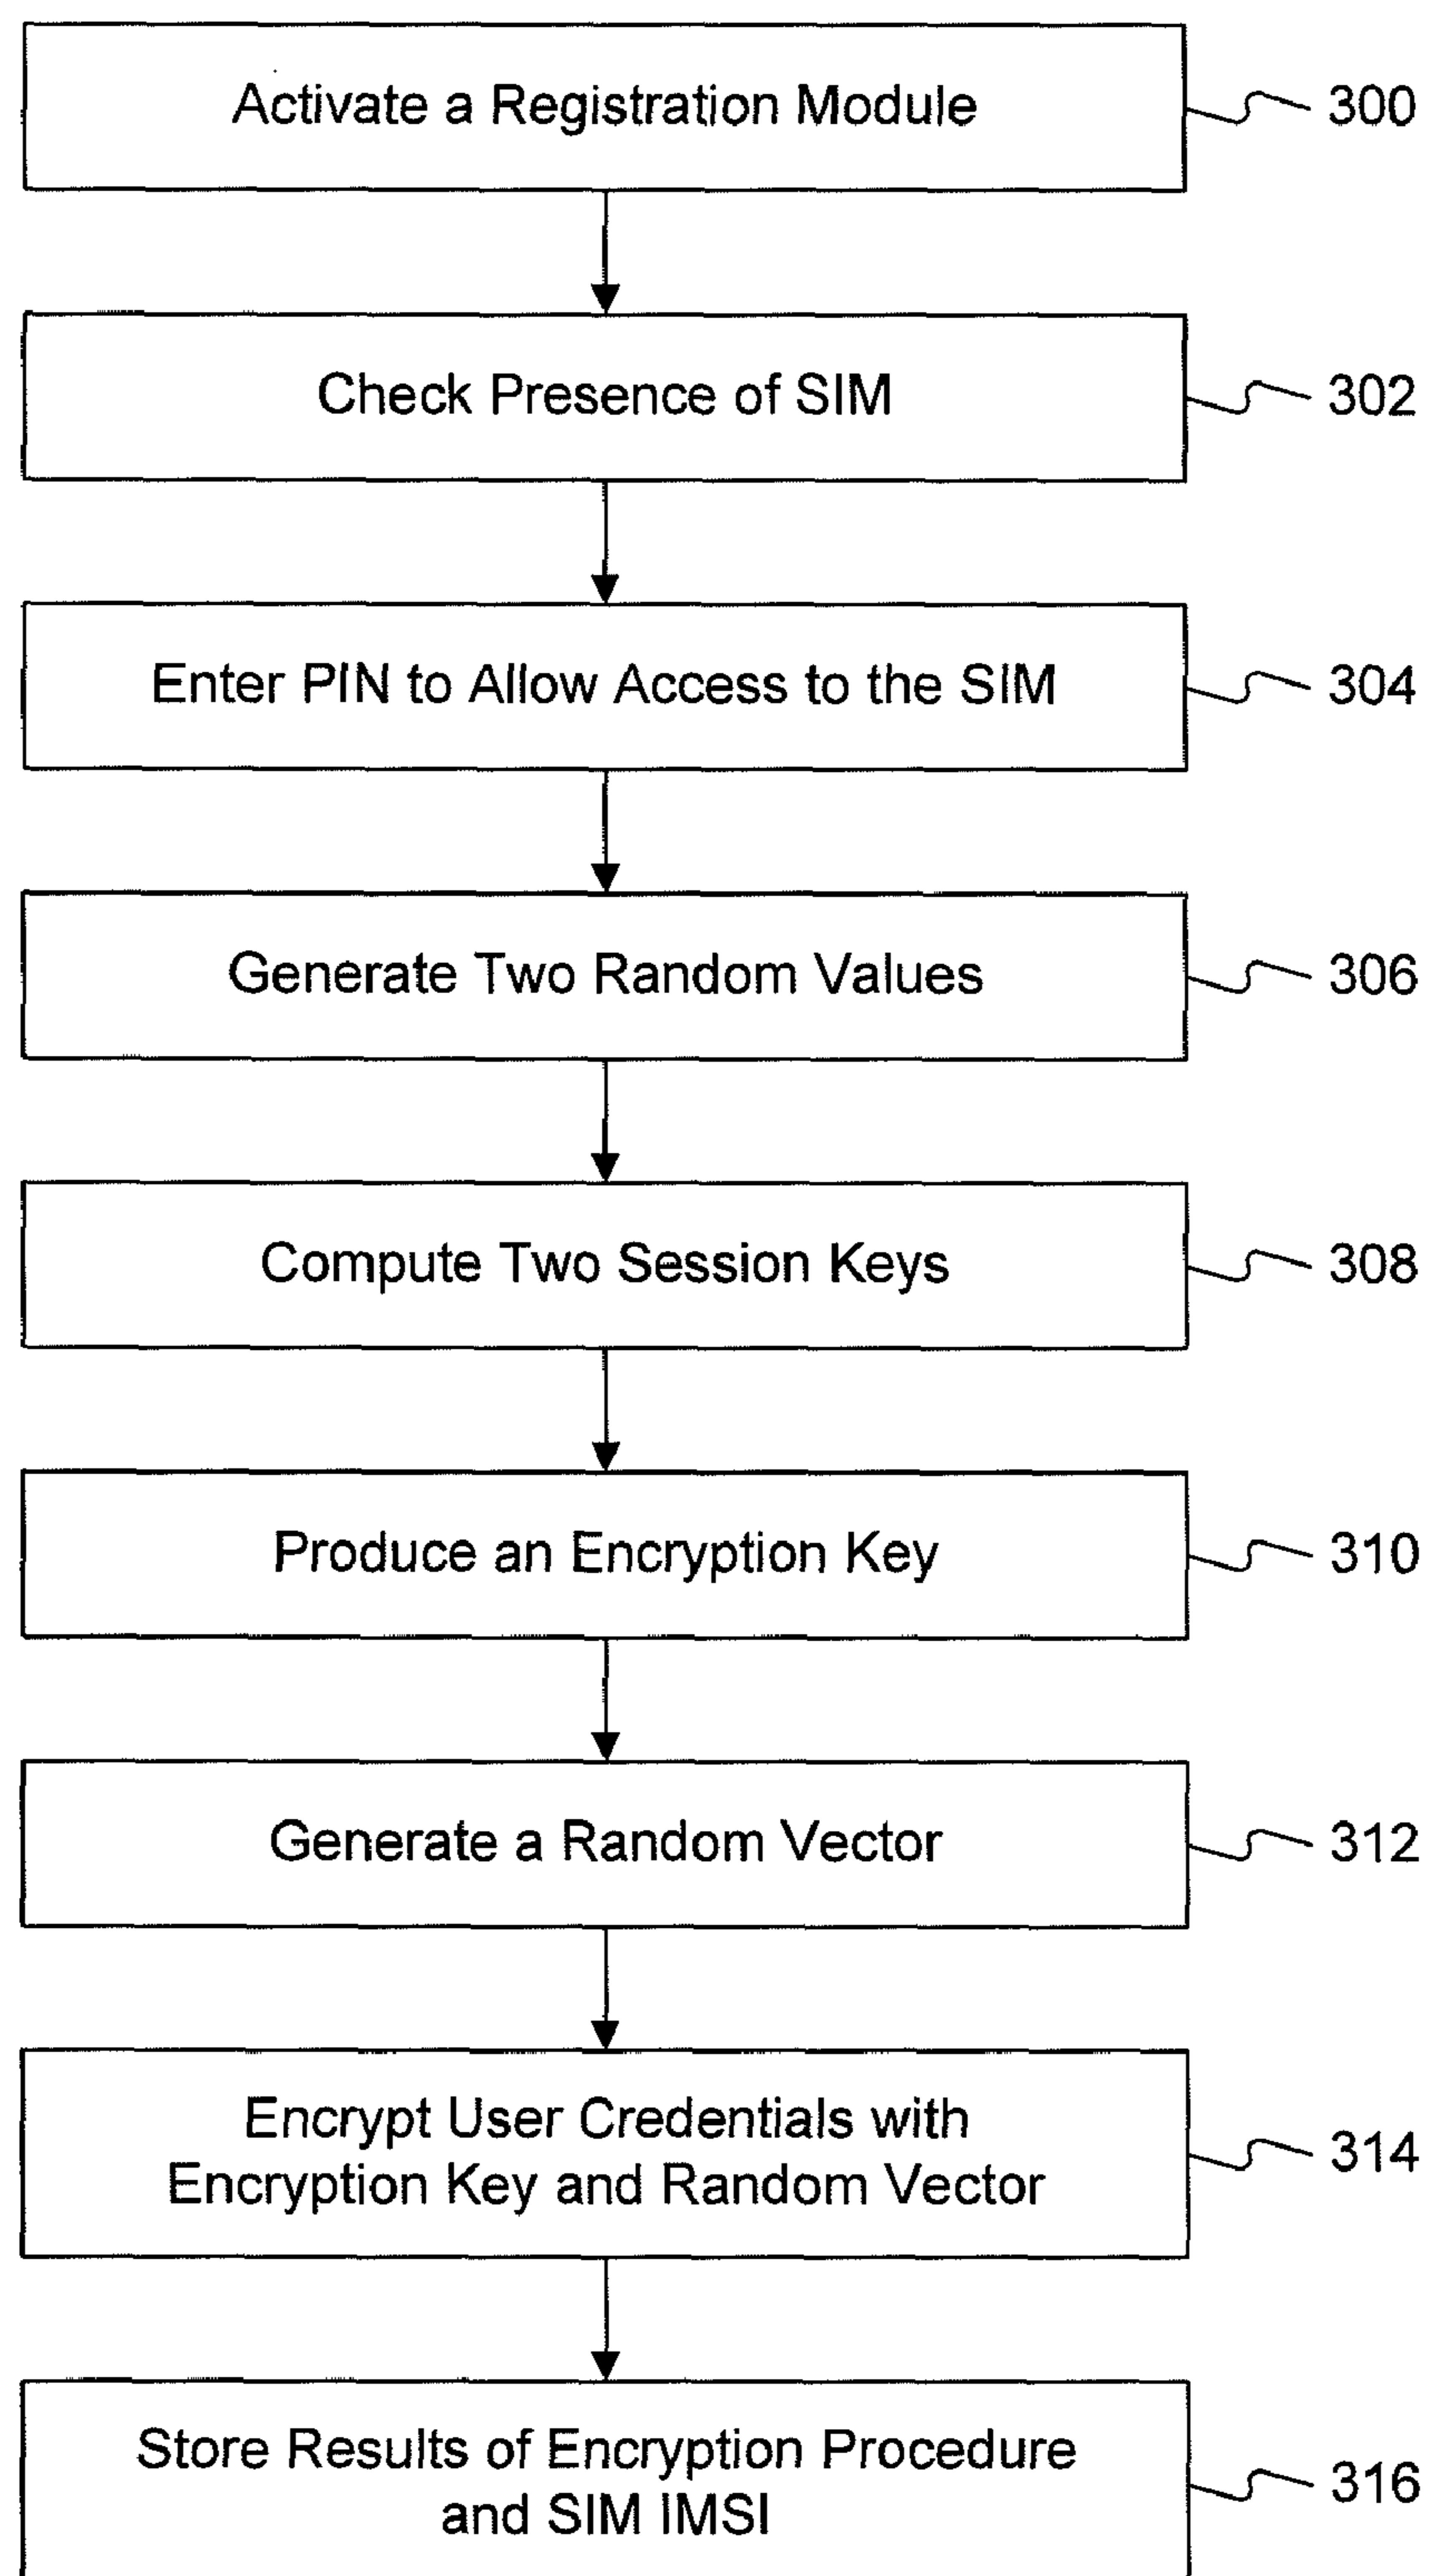 Activate a Registration Module
300
Check Presence of SIM
302
Enter PIN to Allow Access to the SIM
304
Generate Two Random Values
306
Compute Two Session Keys
308
Produce an Encryption Key
310
Generate a Random Vector
312
Encrypt User Credentials with
Encryption Key and Random Vector
314
Store Results of Encryption Procedure
and SIM IMSI
316